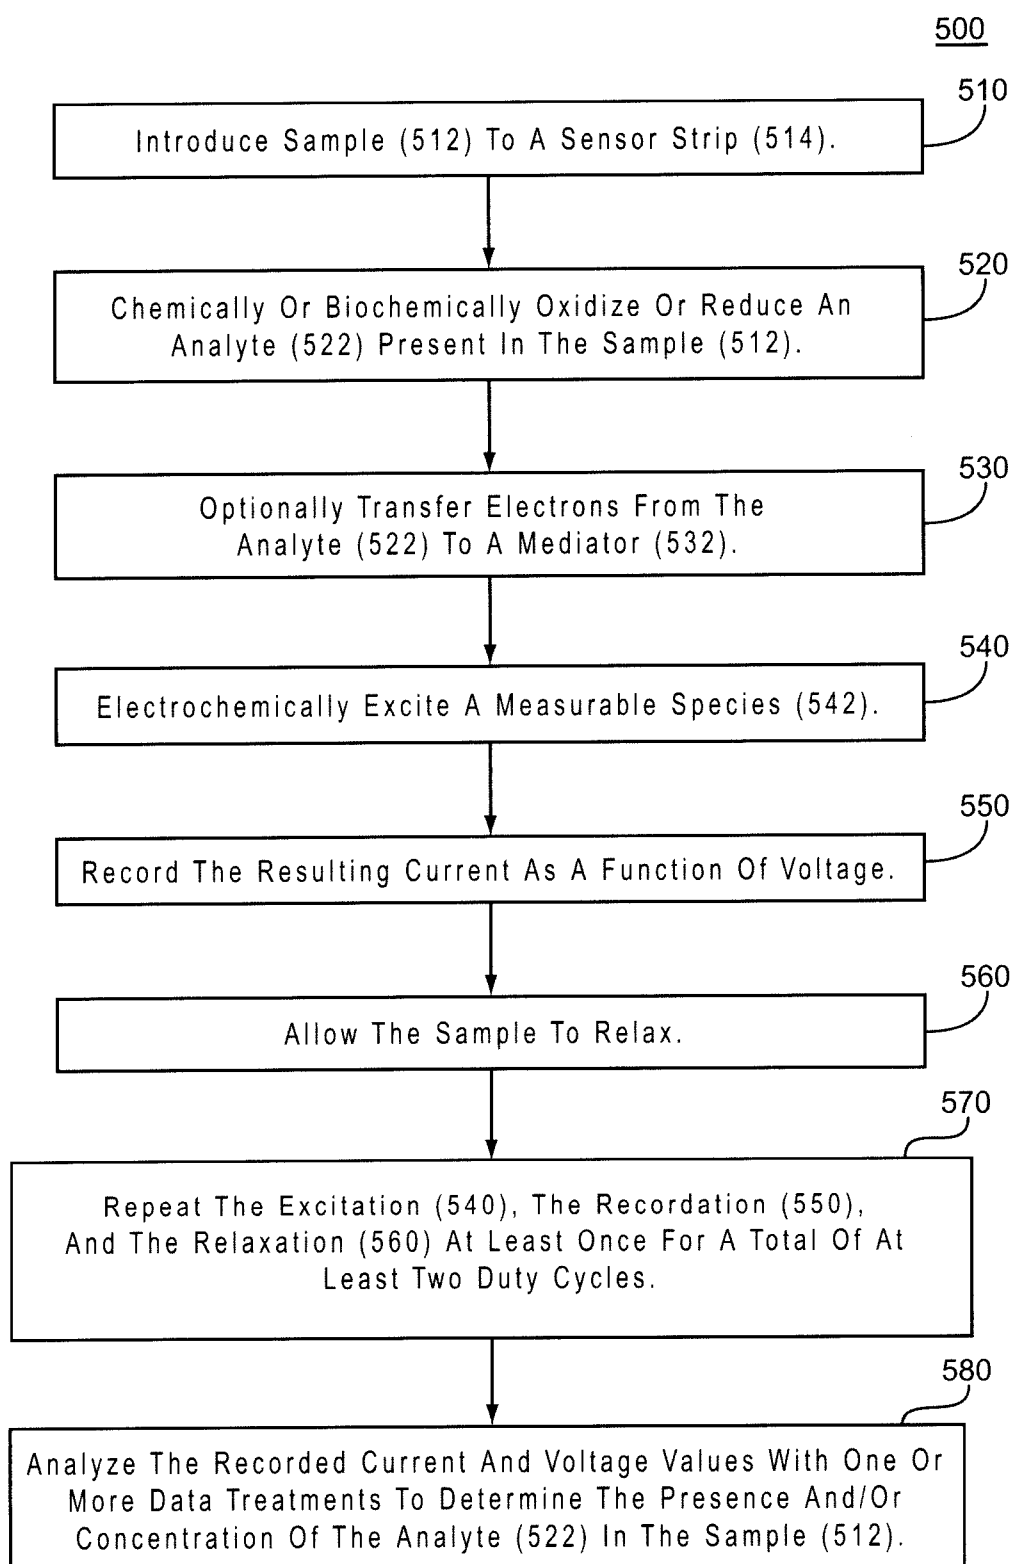 500
510
Introduce Sample (512) To A Sensor Strip (514).
520
Chemically Or Biochemically Oxidize Or Reduce An
Analyte (522) Present In The Sample (512).
530
Optionally Transfer Electrons From The
Analyte (522) To A Mediator (532).
540
Electrochemically Excite A Measurable Species (542).
550
Record The Resulting Current As A Function Of Voltage.
560
Allow The Sample To Relax.
570
Repeat The Excitation (540), The Recordation (550),
And The Relaxation (560) At Least Once For A Total Of At
Least Two Duty Cycles.
580
Analyze The Recorded Current And Voltage Values With One Or
More Data Treatments To Determine The Presence And/Or
Concentration Of The Analyte (522) In The Sample (512).